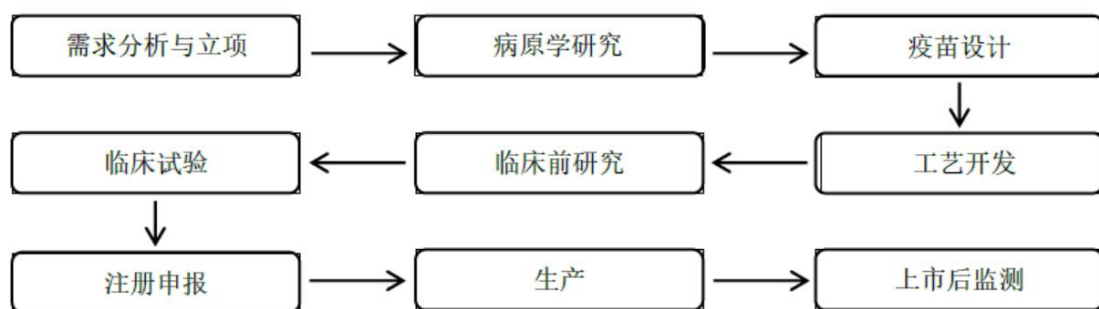 需求分析与立项
病原学研究
疫苗设计
工艺开发
临床前研究
临床试验
注册申报
生产
上市后监测